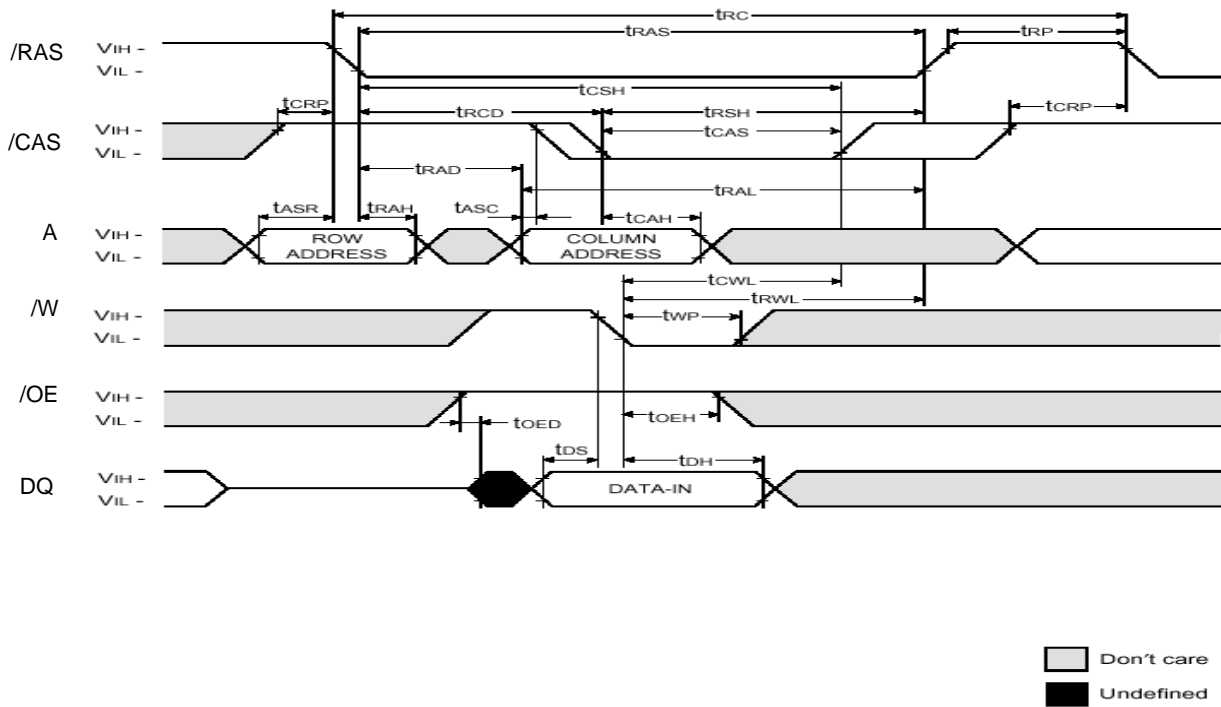 tRC
tRAS
tRP
/RAS
VIH -
VIL -
tCSH
tCRP
tRCD
tRSH
tCRP
/CAS
VIH -
VIL -
tCAS
tRAD
tRAL
tASR
tRAH
tASC
tCAH
A
VIH -
VIL -
ROW
ADDRESS
COLUMN
ADDRESS
tCWL
tRWL
/W
VIH -
VIL -
tWP
/OE
VIH -
VIL -
tOED
tOEH
tDS
tDH
DQ
VIH -
VIL -
DATA-IN
Don't care
Undefined